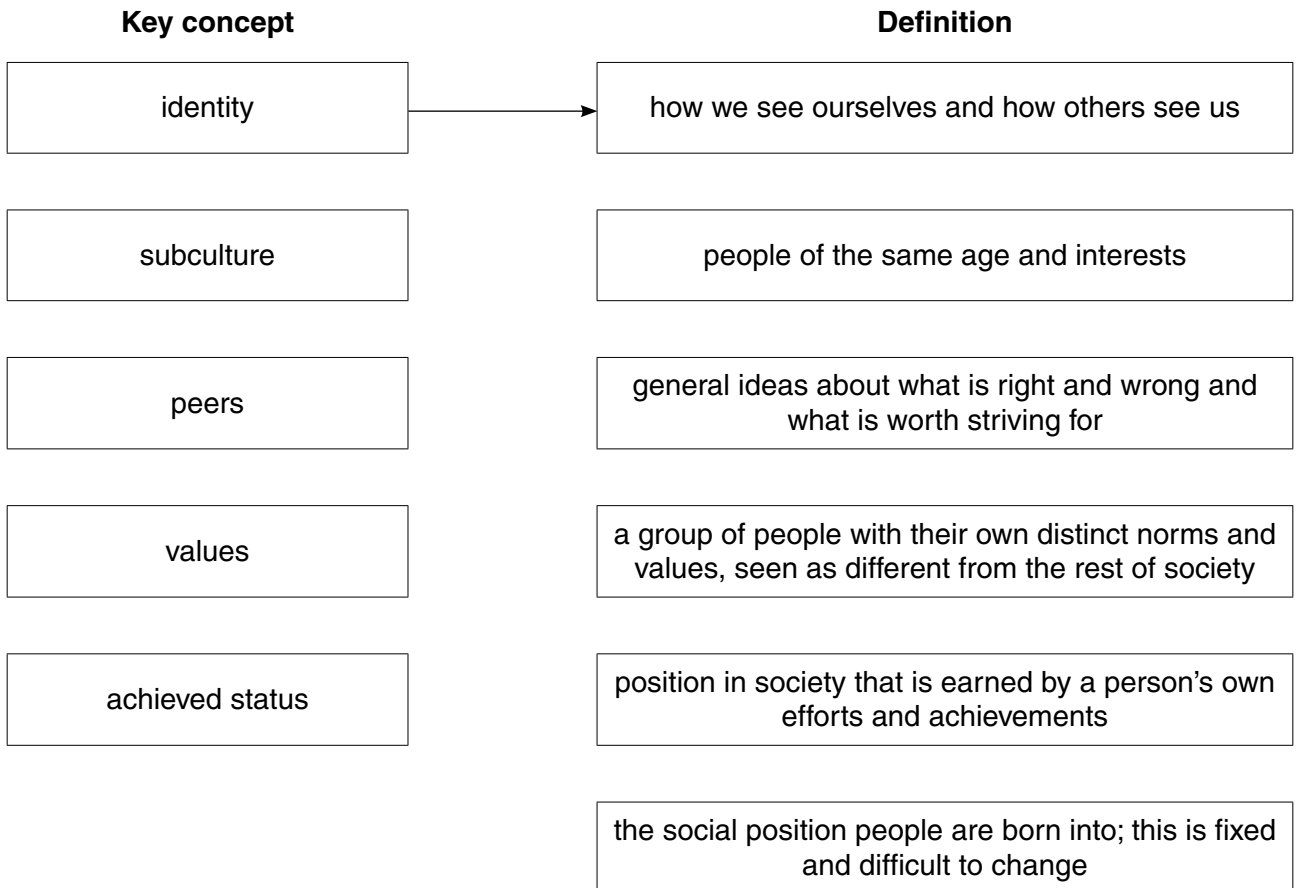 Key concept
Definition
identity
how we see ourselves and how others see us
subculture
people of the same age and interests
peers
general ideas about what is right and wrong and
what is worth striving for
values
a group of people with their own distinct norms and
values, seen as different from the rest of society
achieved status
position in society that is earned by a person’s own
efforts and achievements
the social position people are born into; this is fixed
and difficult to change